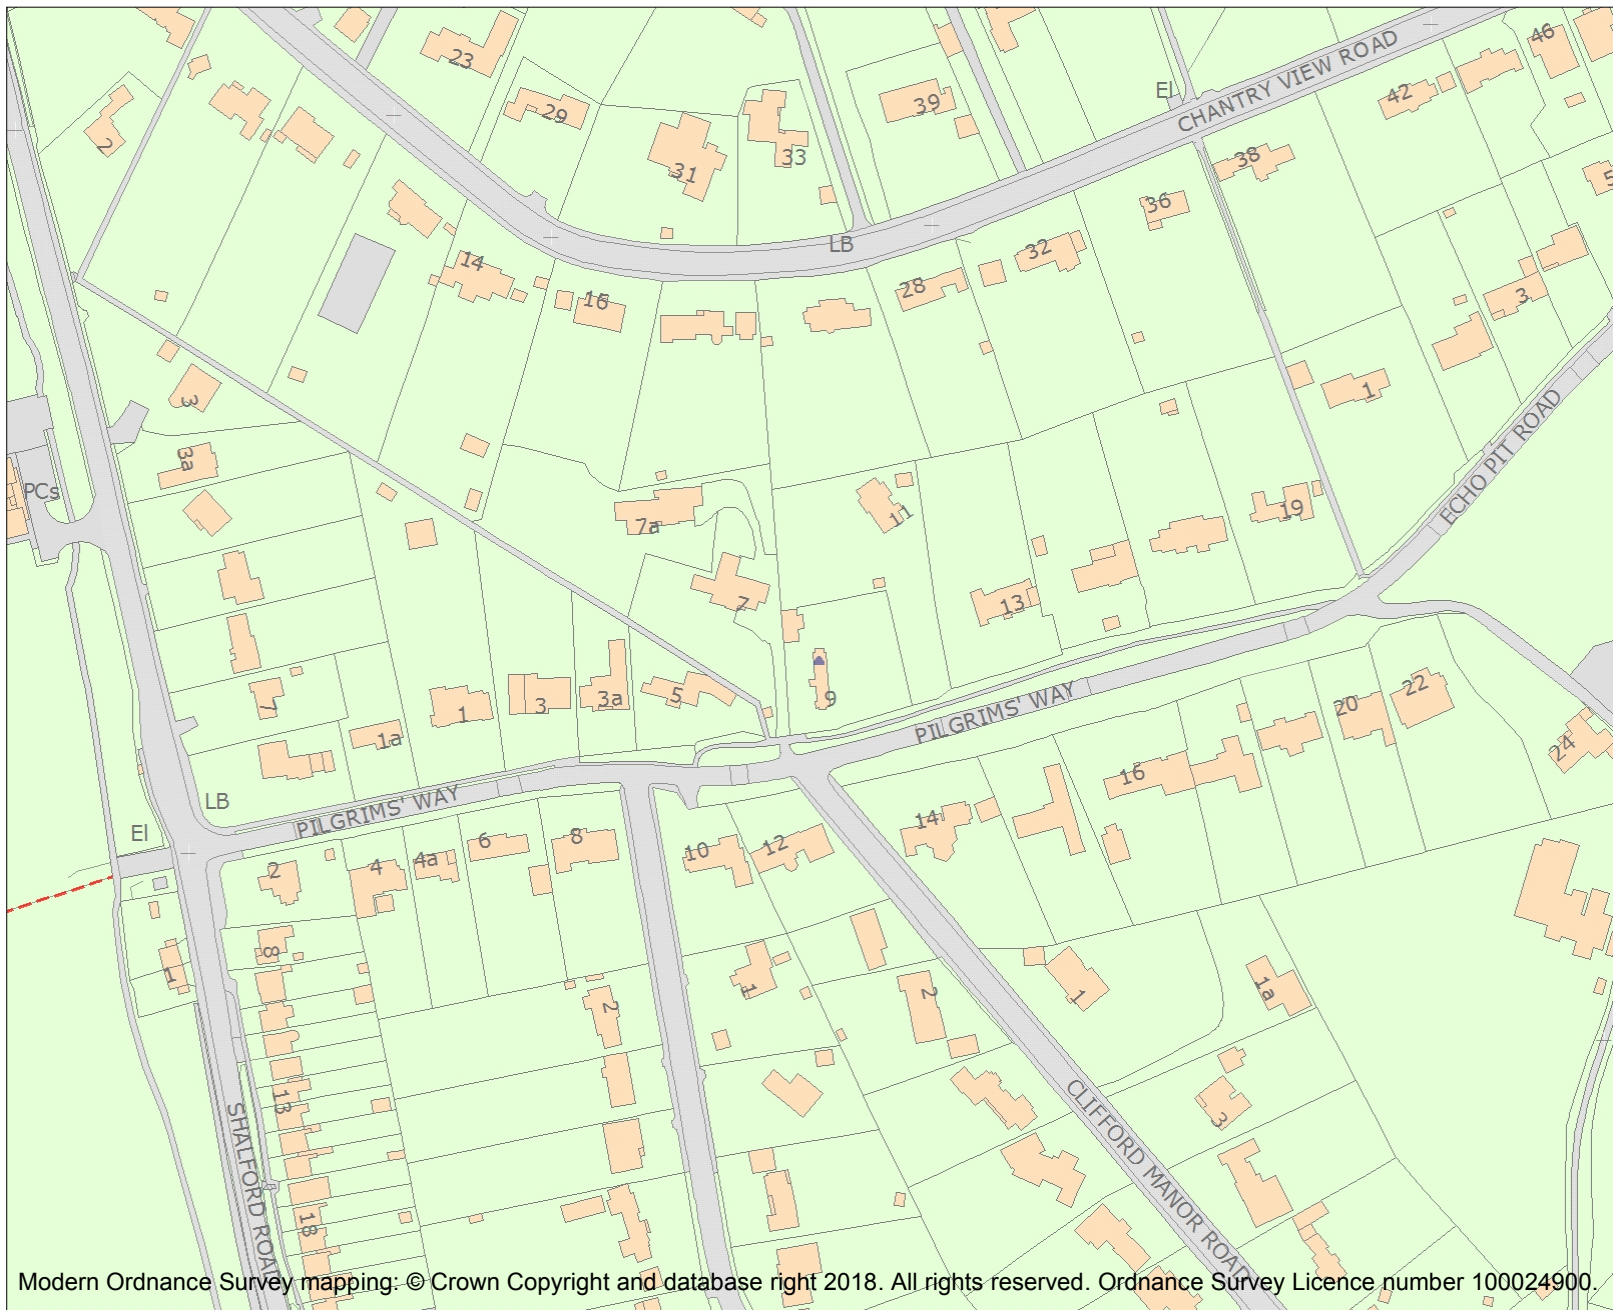 46
23
CHANTRY VIEW ROAD
El
42
29
39
2
31
33
38
5
36
LB
32
14
28
16
3
3
1
3a
ECHO PIT ROAD
PCs
11
19
7a
7
13
5
3a
3
1
7
9
22
20
PILGRIMS' WAY
1a
24
16
LB
PILGRIMS' WAY
El
14
6
8
12
10
4a
4
2
8
1
1
2
1
1a
2
13
3
CLIFFORD MANOR ROAD
SHALFORD ROAD
18
Modern Ordnance Survey mapping: © Crown Copyright and database right 2018. All rights reserved. Ordnance Survey Licence number 100024900.